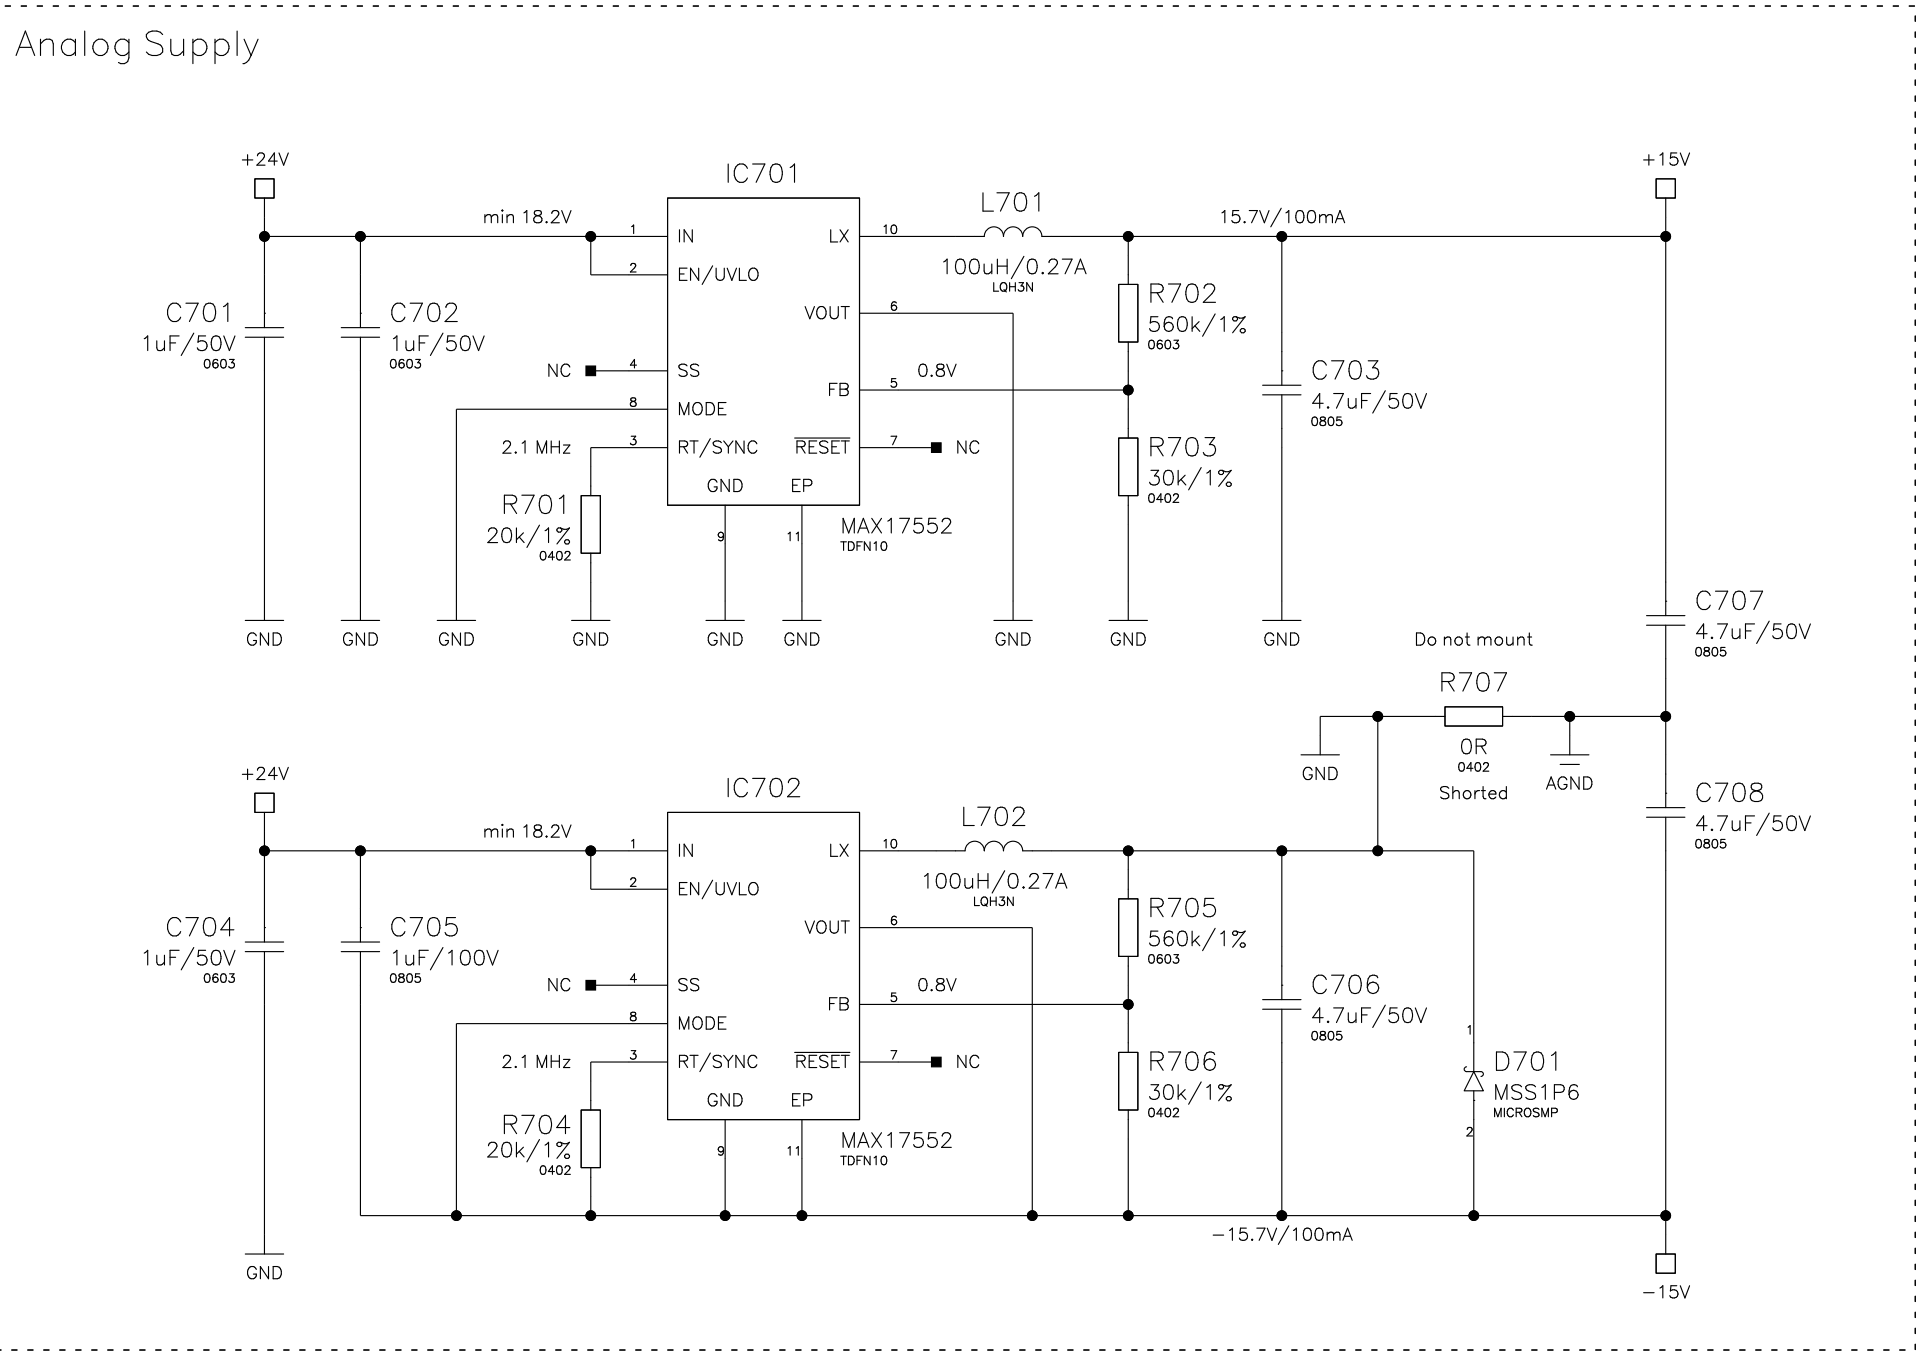 Analog Supply
+24V
IC701
+15V
min 18.2V
1
IN
LX
10
L701
15.7V/100mA
2
EN/UVLO
100uH/0.27A
LQH3N
C701
1uF/50V
0603
C702
1uF/50V
0603
VOUT
6
R702
560k/1%
0603
NC
4
SS
FB
5
0.8V
C703
4.7uF/50V
0805
8
MODE
2.1 MHz
3
RT/SYNC
RESET
7
NC
R703
30k/1%
0402
GND
EP
R701
20k/1%
0402
9
11
MAX17552
TDFN10
GND
GND
GND
GND
GND
GND
GND
GND
GND
C707
4.7uF/50V
0805
Do not mount
R707
0R
0402
Shorted
GND
AGND
C708
4.7uF/50V
0805
+24V
IC702
min 18.2V
1
IN
LX
10
L702
2
EN/UVLO
100uH/0.27A
LQH3N
C704
1uF/50V
0603
C705
1uF/100V
0805
VOUT
6
R705
560k/1%
0603
NC
4
SS
FB
5
0.8V
C706
4.7uF/50V
0805
8
MODE
1
2.1 MHz
3
RT/SYNC
RESET
7
NC
R706
30k/1%
0402
D701
MSS1P6
MICROSMP
2
GND
EP
R704
20k/1%
0402
9
11
MAX17552
TDFN10
-15.7V/100mA
GND
-15V